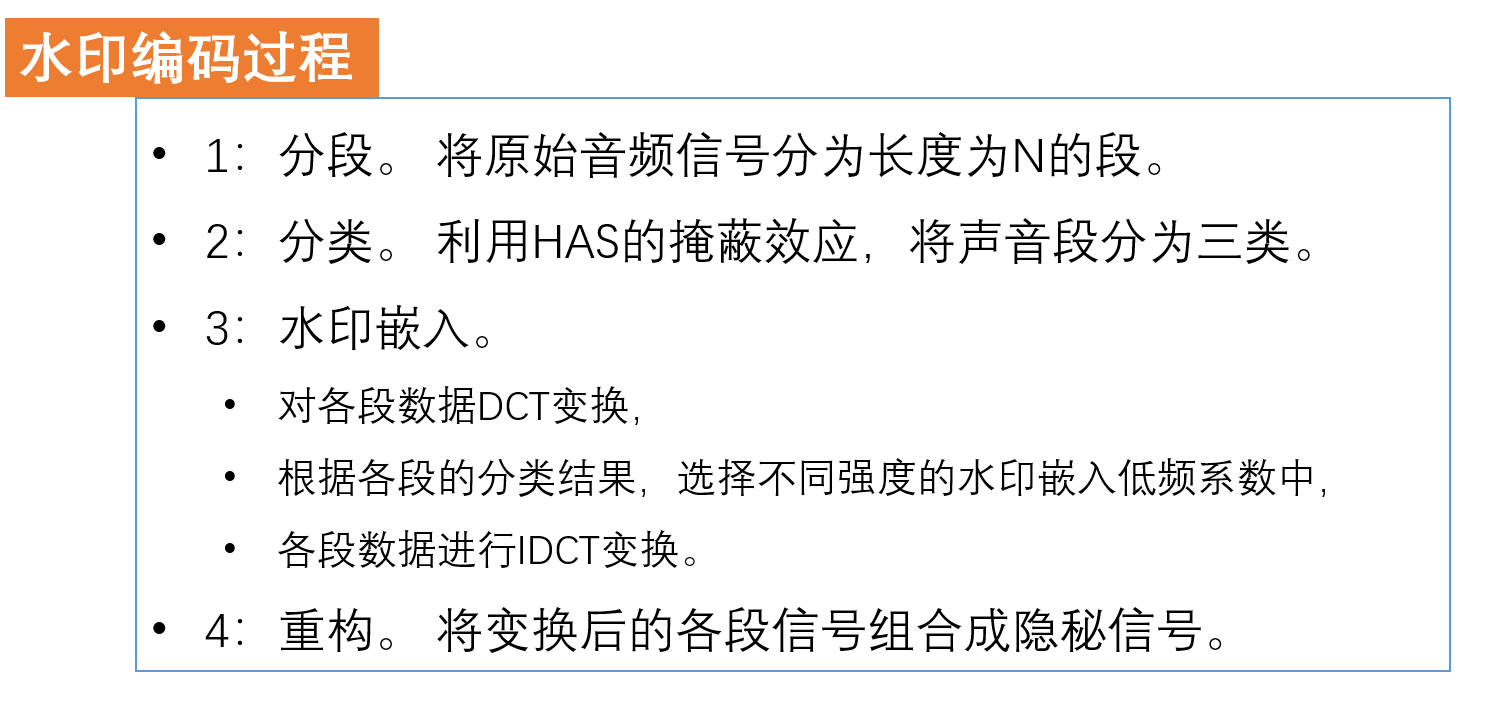 水印编码过程
• 1：分段。 将原始音频信号分为长度为N的段。
• 2：分类。 利用HAS的掩蔽效应，将声音段分为三类。
• 3：水印嵌入。
• 对各段数据DCT变换，
• 根据各段的分类结果，选择不同强度的水印嵌入低频系数中，
• 各段数据进行IDCT变换。
• 4：重构。 将变换后的各段信号组合成隐秘信号。